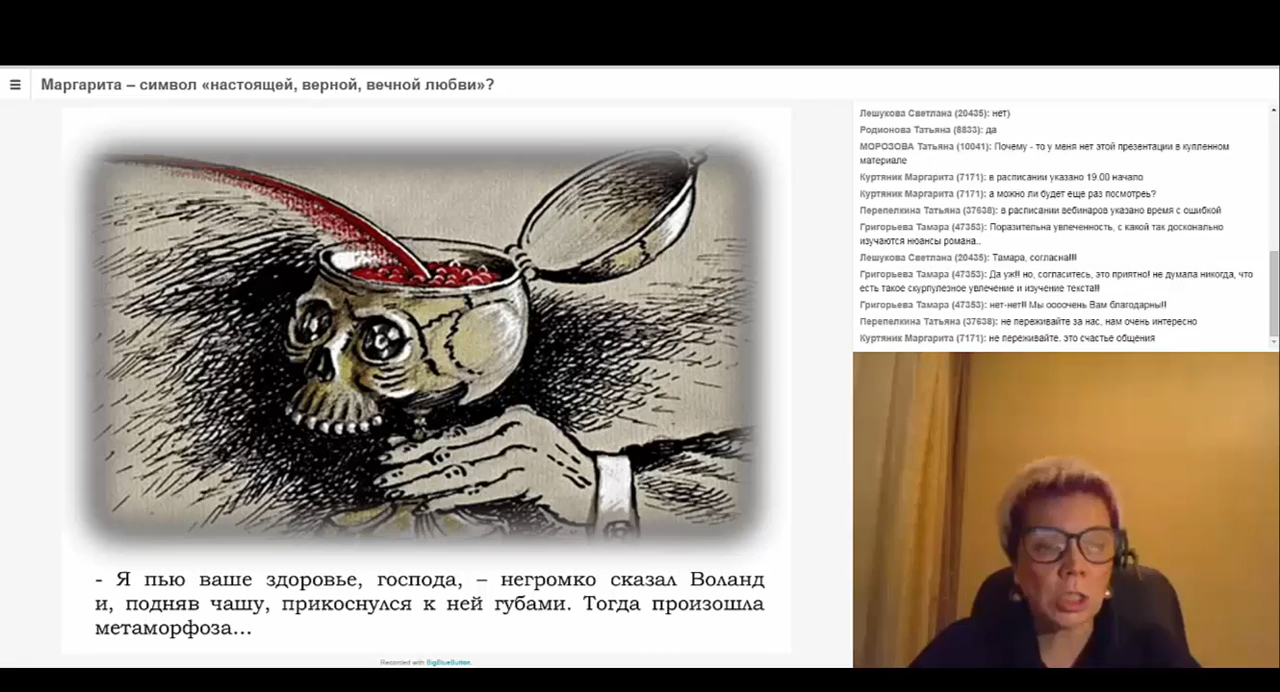 Маргарита – символ «настоящей, верной, вечной любви»?
- Я пью ваше здоровье, господа, – негромко сказал Воланд
и, подняв чашу, прикоснулся к ней губами. Тогда произошла
метаморфоза...
Recorded with BigBlueButton.
Лешукова Светлана (20435): нет)
Родионова Татьяна (8833): да
МОРОЗОВА Татьяна (10041): Почему - то у меня нет этой презентации в купленном
материале
Куртяник Маргарита (7171): в расписании указано 19.00 начало
Куртяник Маргарита (7171): а можно ли будет еще раз посмотреь?
Перепелкина Татьяна (37638): в расписании вебинаров указано время с ошибкой
Григорьева Тамара (47353): Поразительна увлеченность, с какой так досконально
изучаются нюансы романа..
Лешукова Светлана (20435): Тамара, согласна!!!
Григорьева Тамара (47353): Да уж!! но, согласитесь, это приятно! не думала никогда, что
есть такое скурпулезное увлечение и изучение текста!!
Григорьева Тамара (47353): нет-нет!! Мы оооочень Вам благодарны!!
Перепелкина Татьяна (37638): не переживайте за нас, нам очень интересно
Куртяник Маргарита (7171): не переживайте. это счастье общения